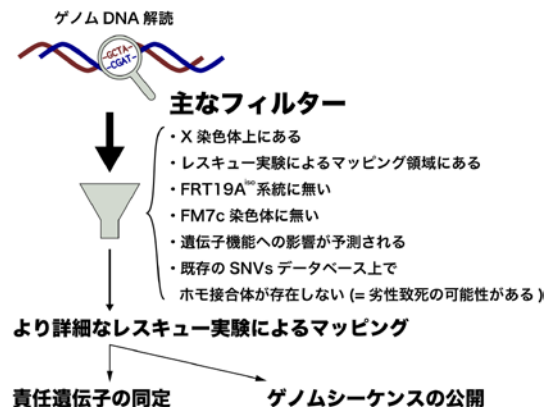 ゲノム DNA 解読
-GCTA-
-CGAT-
主なフィルター
・X 染色体上にある
・レスキュー実験によるマッピング領域にある
・FRT19A^iso 系統に無い
・FM7c 染色体に無い
・遺伝子機能への影響が予測される
・既存の SNVs データベース上で
ホモ接合体が存在しない (= 劣性致死の可能性がある )
より詳細なレスキュー実験によるマッピング
責任遺伝子の同定
ゲノムシーケンスの公開